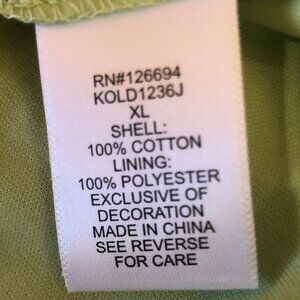 RN#126694
KOLD1236J
XL
SHELL:
100% COTTON
LINING:
100% POLYESTER
EXCLUSIVE OF
DECORATION
MADE IN CHINA
SEE REVERSE
FOR CARE